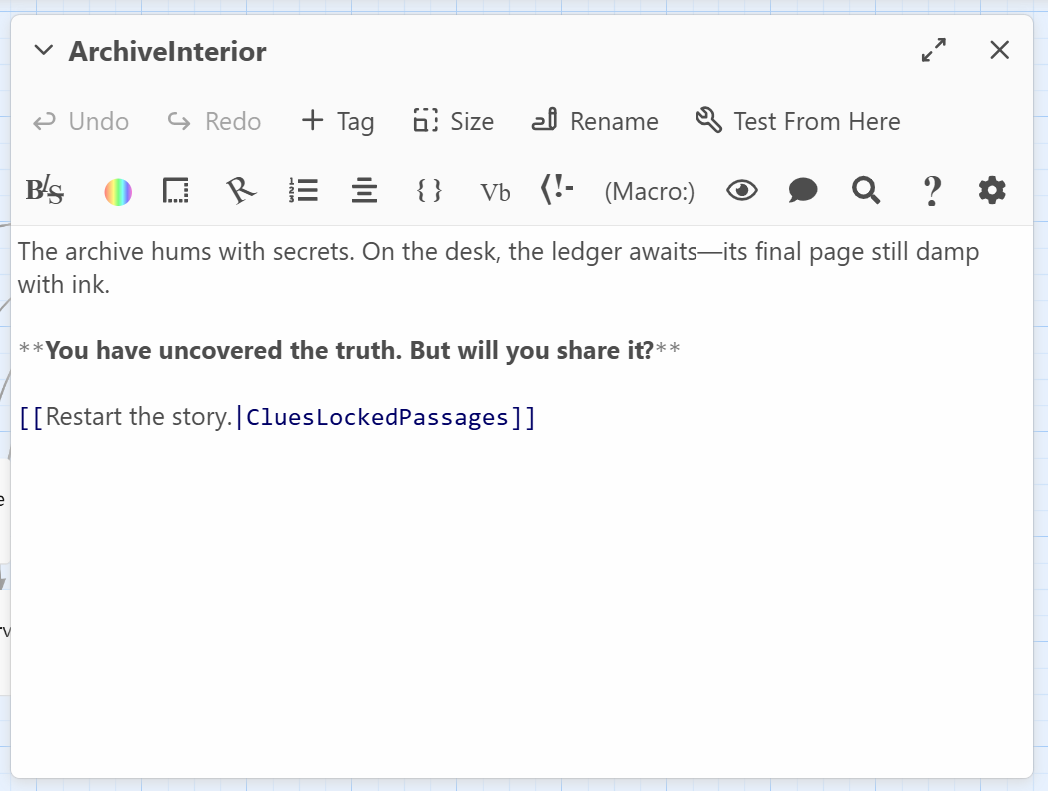 ArchiveInterior
Undo Redo + Tag Size Rename Test From Here
{ } Vb (Macro:) ?
The archive hums with secrets. On the desk, the ledger awaits—its final page still damp
with ink.
**You have uncovered the truth. But will you share it?**
[[Restart the story.|CluesLockedPassages]]